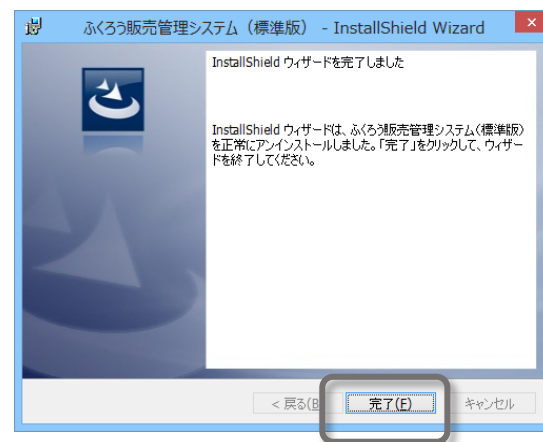 ふくろう販売管理システム（標準版） - InstallShield Wizard
InstallShield ウィザードを完了しました
InstallShield ウィザードは、ふくろう販売管理システム(標準版)
を正常にアンインストールしました。「完了」をクリックして、ウィザー
ドを終了してください。
< 戻る(B 完了(F) キャンセル